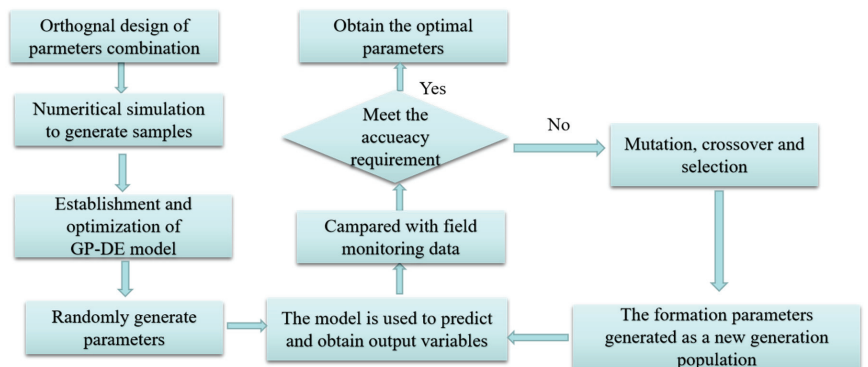 Orthognal design of
parmeters combination
Numeritical simulation
to generate samples
Establishment and
optimization of
GP-DE model
Randomly generate
parameters
The model is used to predict
and obtain output variables
Campared with field
monitoring data
Meet the
accueacy
requirement
Yes
Obtain the optimal
parameters
No
Mutation, crossover and
selection
The formation parameters
generated as a new generation
population